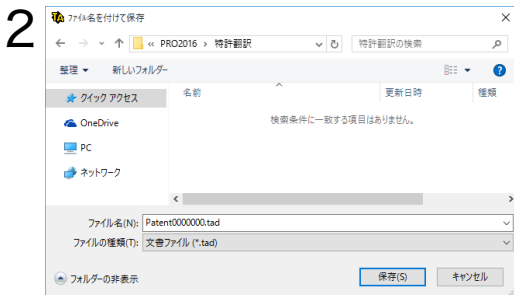 2
ファイル名を付けて保存
« PRO2016 › 特許翻訳
特許翻訳の検索
整理 新しいフォルダー
名前 更新日時 種類
クイック アクセス
検索条件に一致する項目はありません。
OneDrive
PC
ネットワーク
ファイル名(N): Patent0000000.tad
ファイルの種類(T): 文書ファイル (*.tad)
フォルダーの非表示
保存(S) キャンセル